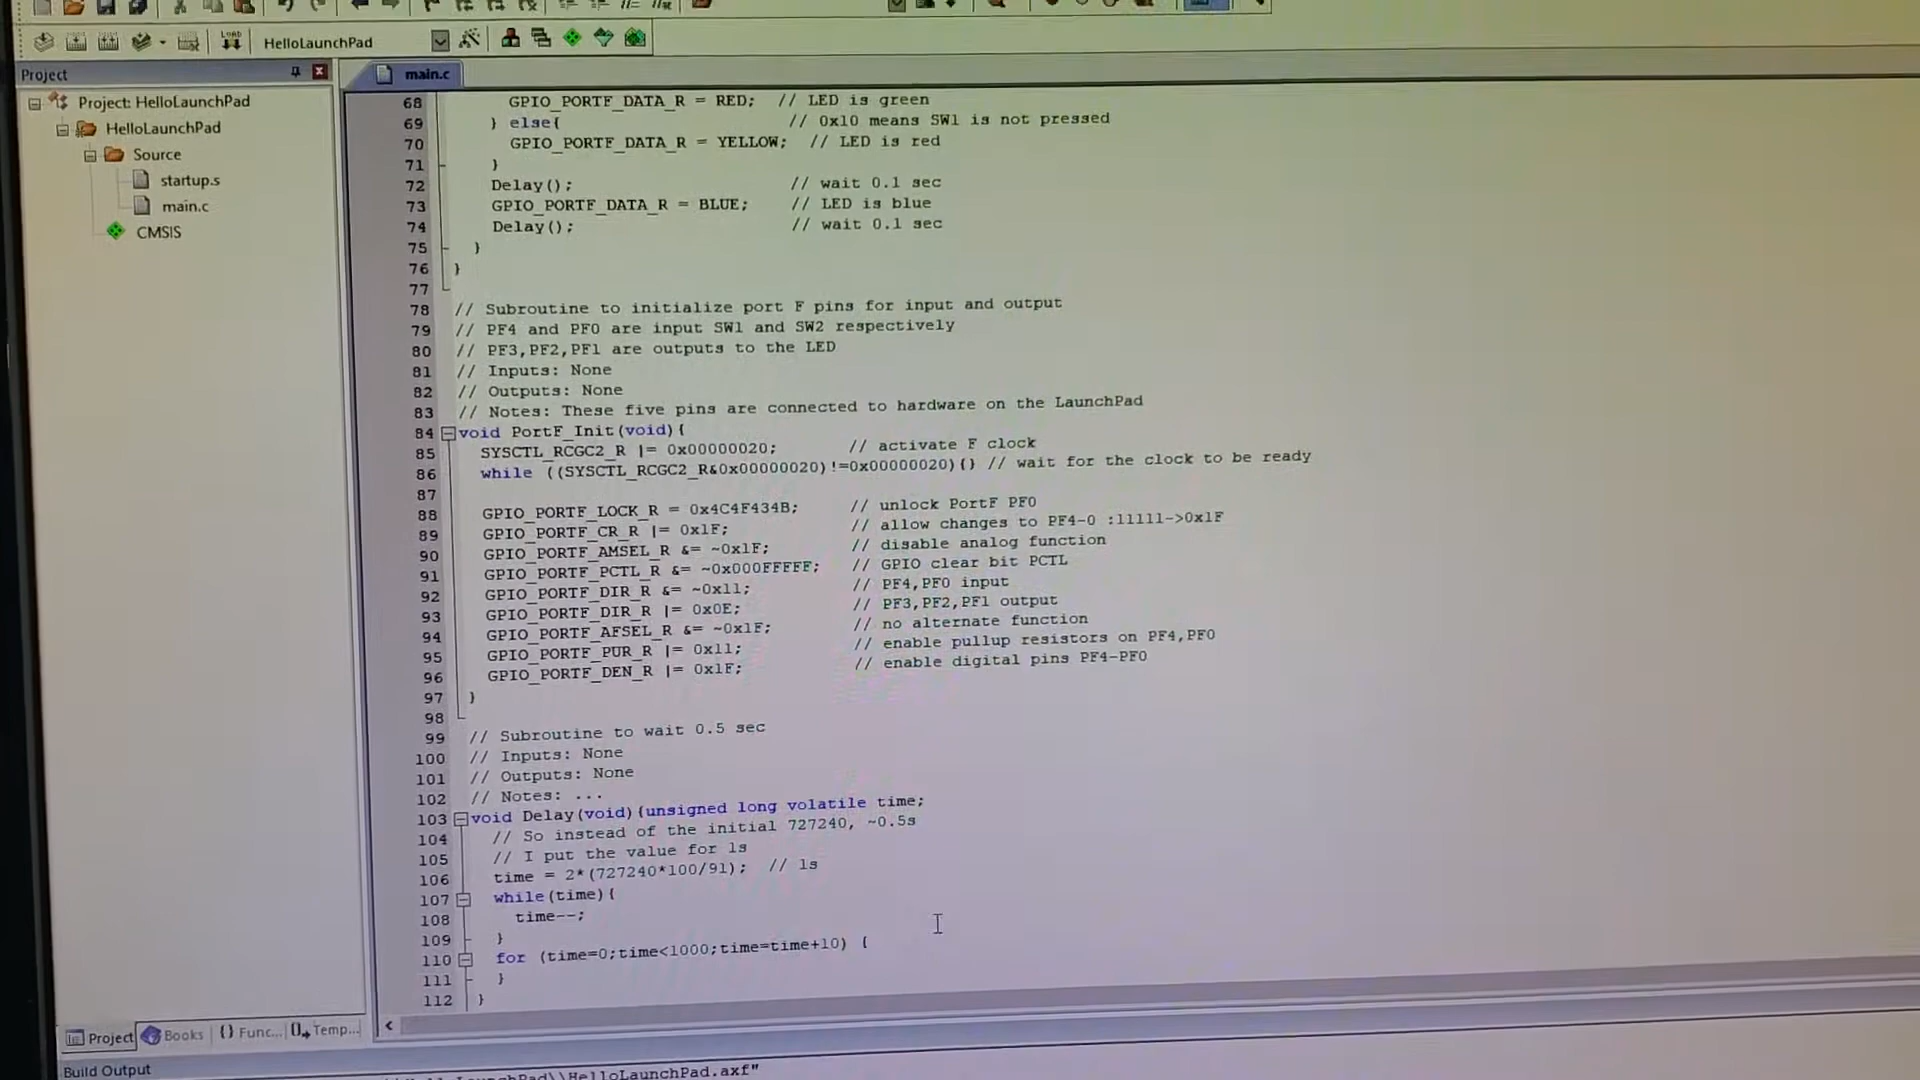 HelloLaunchPad
Project
main.c
Project: HelloLaunchPad
HelloLaunchPad
Source
startup.s
main.c
CMSIS
68 GPIO_PORTF_DATA_R = RED; // LED is green
69 } else{ // 0x10 means SW1 is not pressed
70 GPIO_PORTF_DATA_R = YELLOW; // LED is red
71 }
72 Delay(); // wait 0.1 sec
73 GPIO_PORTF_DATA_R = BLUE; // LED is blue
74 Delay(); // wait 0.1 sec
75 }
76 }
77
78 // Subroutine to initialize port F pins for input and output
79 // PF4 and PF0 are input SW1 and SW2 respectively
80 // PF3,PF2,PF1 are outputs to the LED
81 // Inputs: None
82 // Outputs: None
83 // Notes: These five pins are connected to hardware on the LaunchPad
84 void PortF_Init(void){
85 SYSCTL_RCGC2_R |= 0x00000020; // activate F clock
86 while ((SYSCTL_RCGC2_R&0x00000020)!=0x00000020){} // wait for the clock to be ready
87
88 GPIO_PORTF_LOCK_R = 0x4C4F434B; // unlock PortF PF0
89 GPIO_PORTF_CR_R |= 0x1F; // allow changes to PF4-0 :11111->0x1F
90 GPIO_PORTF_AMSEL_R &= ~0x1F; // disable analog function
91 GPIO_PORTF_PCTL_R &= ~0x000FFFFF; // GPIO clear bit PCTL
92 GPIO_PORTF_DIR_R &= ~0x11; // PF4,PF0 input
93 GPIO_PORTF_DIR_R |= 0x0E; // PF3,PF2,PF1 output
94 GPIO_PORTF_AFSEL_R &= ~0x1F; // no alternate function
95 GPIO_PORTF_PUR_R |= 0x11; // enable pullup resistors on PF4,PF0
96 GPIO_PORTF_DEN_R |= 0x1F; // enable digital pins PF4-PF0
97 }
98
99 // Subroutine to wait 0.5 sec
100 // Inputs: None
101 // Outputs: None
102 // Notes: ...
103 void Delay(void){unsigned long volatile time;
104 // So instead of the initial 727240, ~0.5s
105 // I put the value for 1s
106 time = 2*(727240*100/91); // 1s
107 while(time){
108 time--;
109 }
110 for (time=0;time<1000;time=time+10) {
111 }
112 }
Project Books {} Func... Temp...
Build Output
HelloLaunchPad.axf"